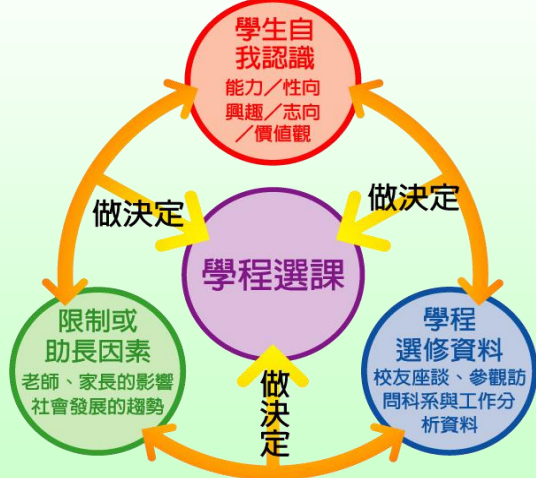 學生自
我認識
能力／性向
興趣／志向
／價值觀
做決定
做決定
學程選課
限制或
助長因素
老師、家長的影響
社會發展的趨勢
做決定
學程
選修資料
校友座談、參觀訪
問科系與工作分
析資料